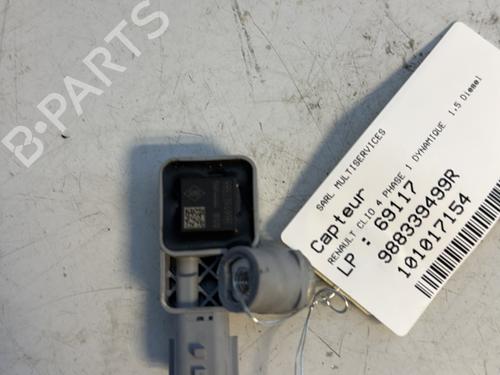 B-PARTS
SARL MULTISERVICES
Capteur
RENAULT CLIO 4 PHASE 1 DYNAMIQUE 1.5 Diesel
LP : 69117
988339499R
101017154